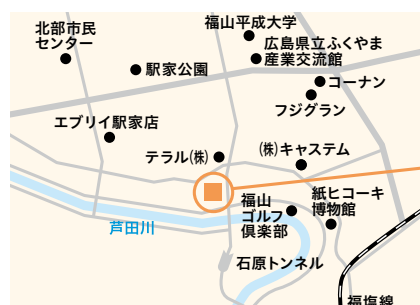 福山平成大学
北部市民
センター
広島県立ふくやま
産業交流館
駅家公園
コーナン
フジグラン
エブリイ駅家店
テラル㈱
㈱キャステム
芦田川
福山
ゴルフ
倶楽部
紙ヒコーキ
博物館
石原トンネル
福塩線